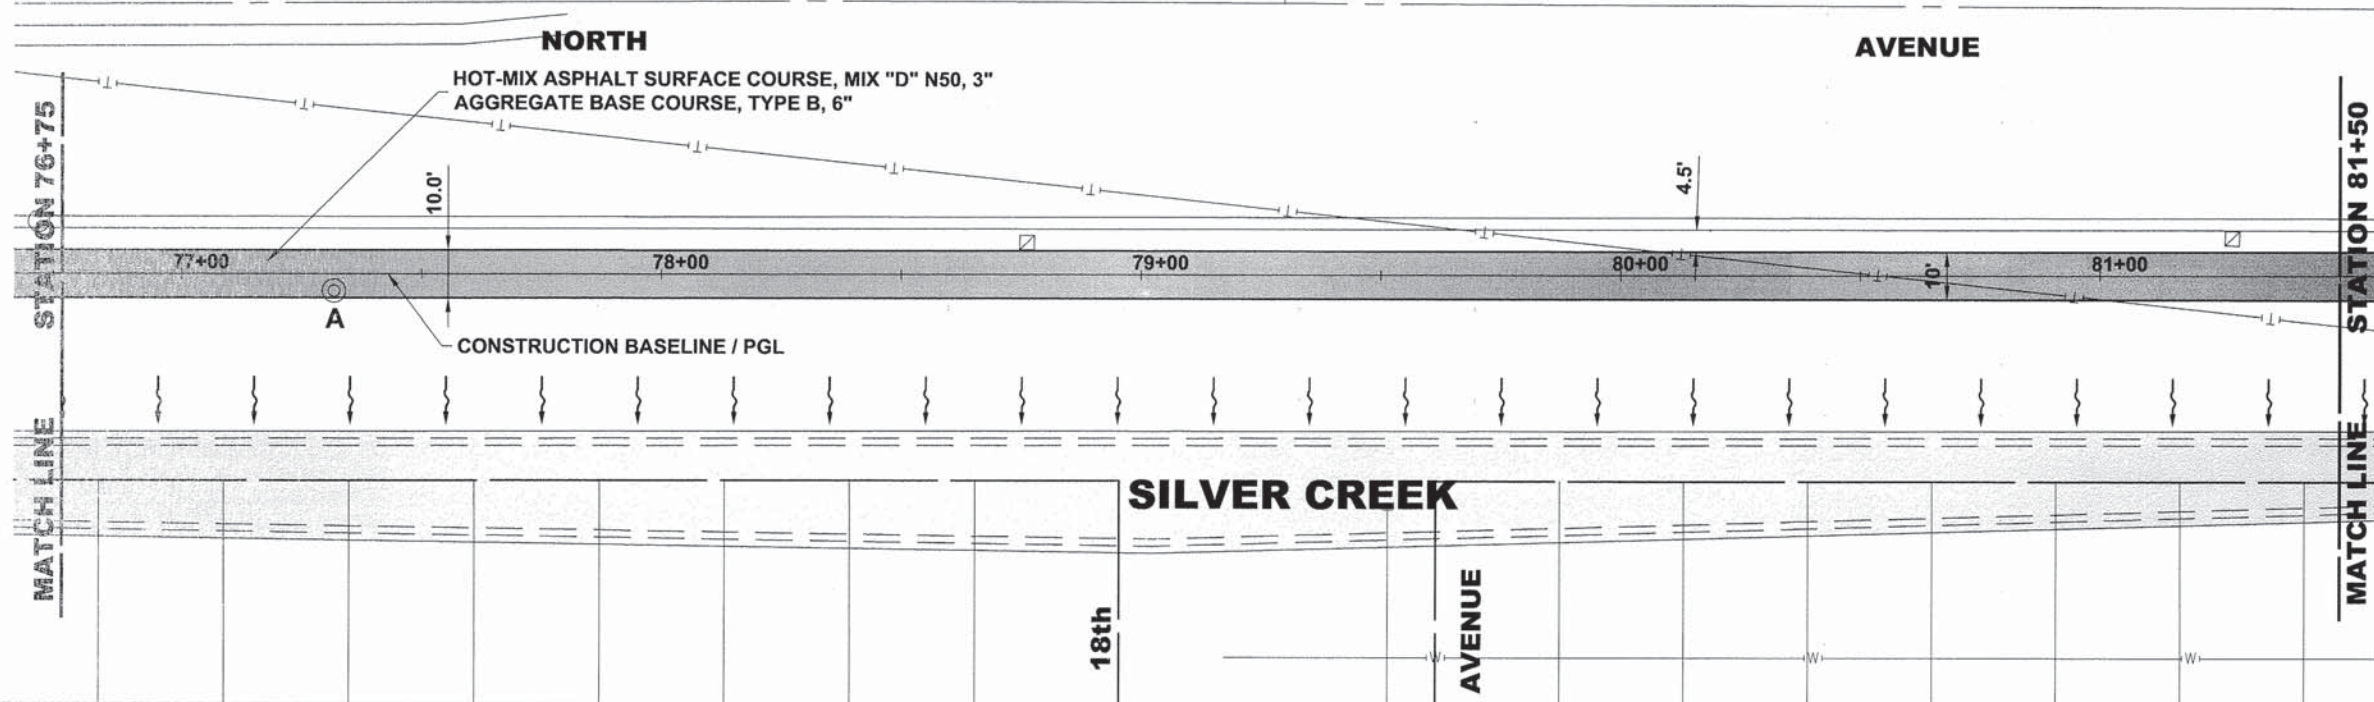 NORTH
AVENUE
HOT-MIX ASPHALT SURFACE COURSE, MIX "D" N50, 3"
AGGREGATE BASE COURSE, TYPE B, 6"
STATION 76+75
MATCH LINE
10.0'
4.5'
77+00
78+00
79+00
80+00
81+00
10'
A
CONSTRUCTION BASELINE / PGL
SILVER CREEK
18th
AVENUE
W
W
W
STATION 81+50
MATCH LINE